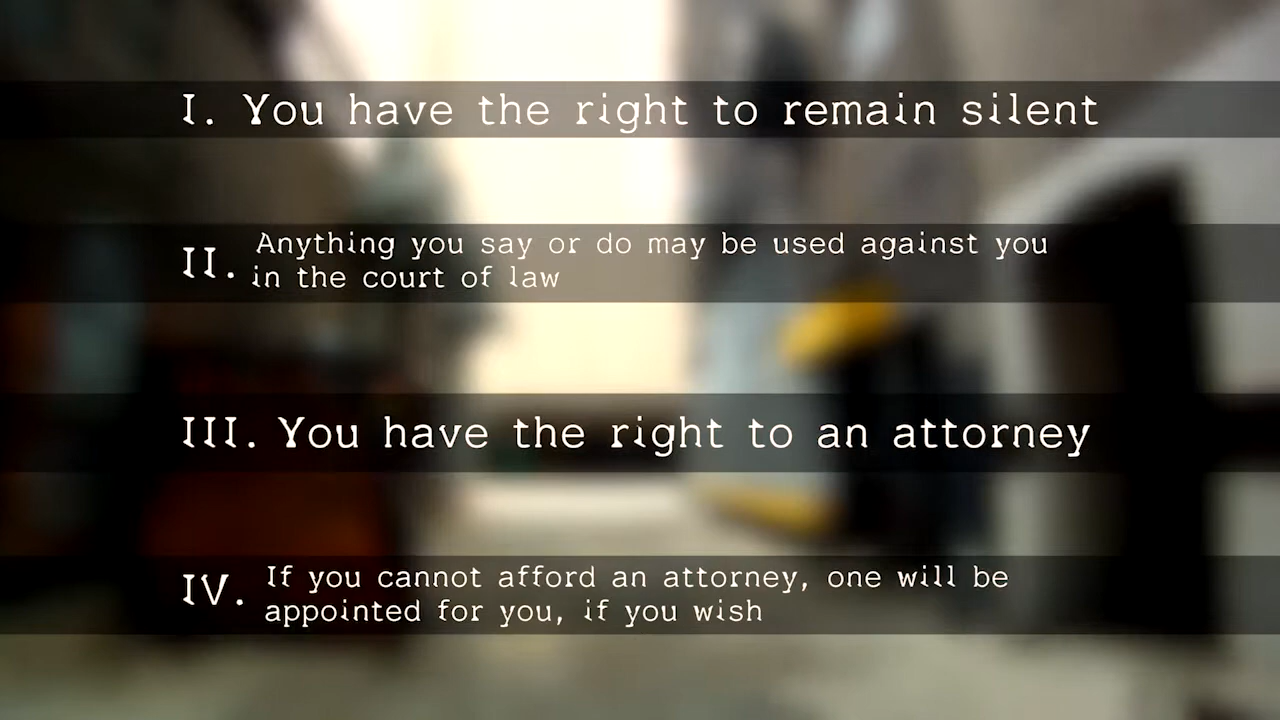 I. You have the right to remain silent
II. Anything you say or do may be used against you
in the court of law
III. You have the right to an attorney
IV. If you cannot afford an attorney, one will be
appointed for you, if you wish